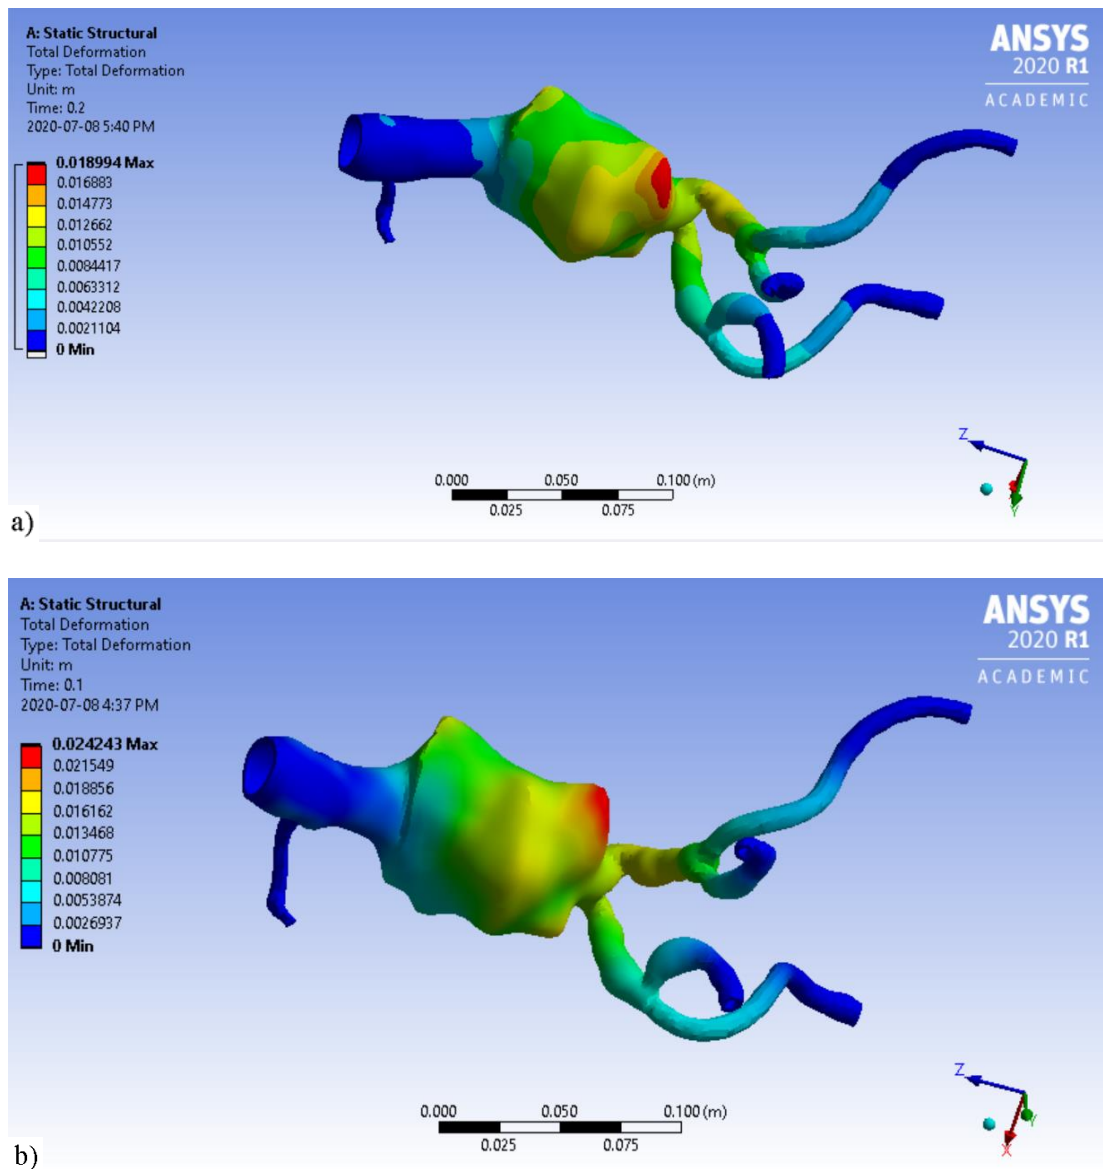 A: Static Structural
Total Deformation
Type: Total Deformation
Unit: m
Time: 0.2
2020-07-08 5:40 PM
0.018994 Max
0.016883
0.014773
0.012662
0.010552
0.0084417
0.0063312
0.0042208
0.0021104
0 Min
ANSYS
2020 R1
ACADEMIC
0.000 0.050 0.100 (m)
0.025 0.075
Z
Y
a)
A: Static Structural
Total Deformation
Type: Total Deformation
Unit: m
Time: 0.1
2020-07-08 4:37 PM
0.024243 Max
0.021549
0.018856
0.016162
0.013468
0.010775
0.008081
0.0053874
0.0026937
0 Min
ANSYS
2020 R1
ACADEMIC
0.000 0.050 0.100 (m)
0.025 0.075
Z
Y
X
b)